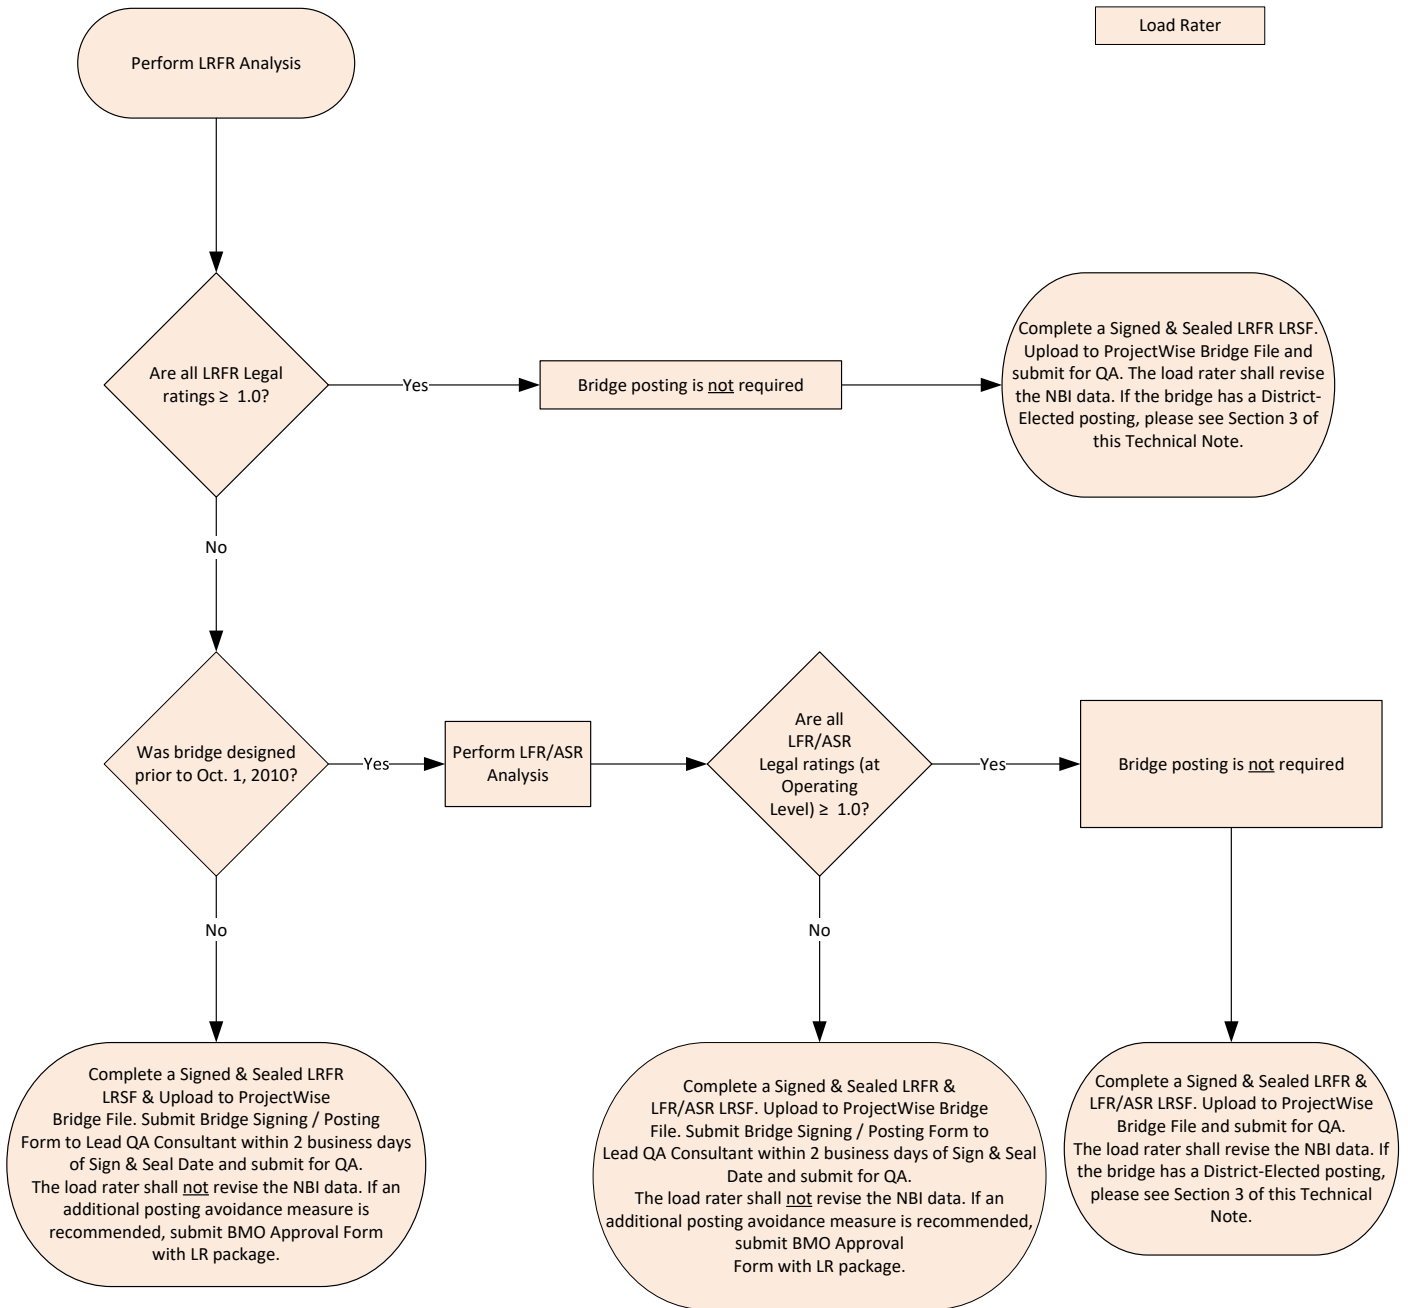 Load Rater
Perform LRFR Analysis
Are all LRFR Legal
ratings ≥ 1.0?
Yes
Bridge posting is not required
Complete a Signed & Sealed LRFR LRSF.
Upload to ProjectWise Bridge File and
submit for QA. The load rater shall revise
the NBI data. If the bridge has a District-
Elected posting, please see Section 3 of
this Technical Note.
No
Was bridge designed
prior to Oct. 1, 2010?
Yes
Perform LFR/ASR
Analysis
Are all
LFR/ASR
Legal ratings (at
Operating
Level) ≥ 1.0?
Yes
Bridge posting is not required
No
No
Complete a Signed & Sealed LRFR
LRSF & Upload to ProjectWise
Bridge File. Submit Bridge Signing / Posting
Form to Lead QA Consultant within 2 business days
of Sign & Seal Date and submit for QA.
The load rater shall not revise the NBI data. If an
additional posting avoidance measure is
recommended, submit BMO Approval Form
with LR package.
Complete a Signed & Sealed LRFR &
LFR/ASR LRSF. Upload to ProjectWise Bridge
File. Submit Bridge Signing / Posting Form to
Lead QA Consultant within 2 business days of Sign & Seal
Date and submit for QA.
The load rater shall not revise the NBI data. If an
additional posting avoidance measure is recommended,
submit BMO Approval
Form with LR package.
Complete a Signed & Sealed LRFR &
LFR/ASR LRSF. Upload to ProjectWise
Bridge File and submit for QA.
The load rater shall revise the NBI data. If
the bridge has a District-Elected posting,
please see Section 3 of this Technical
Note.